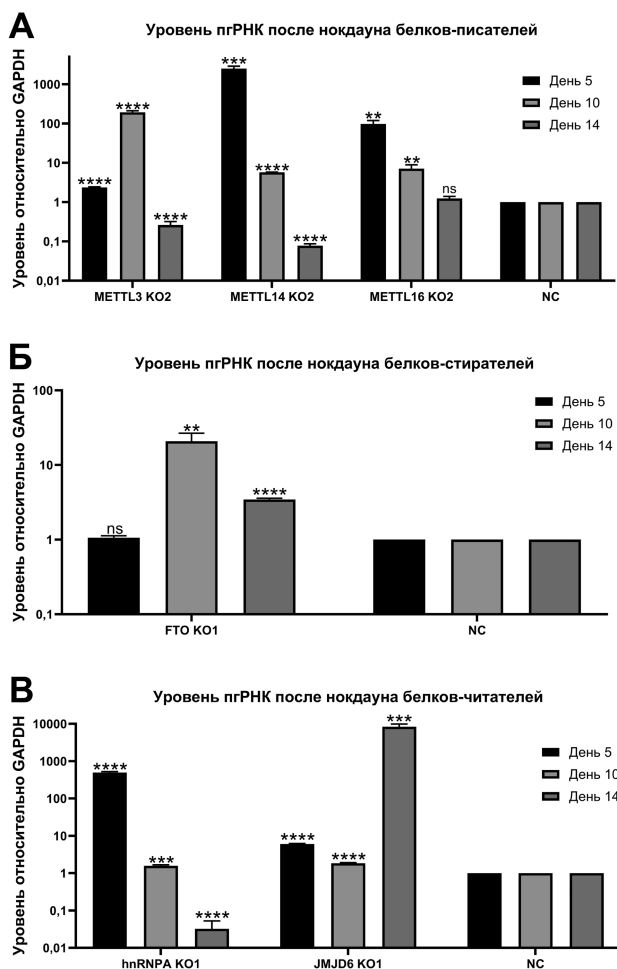 А
Уровень пгРНК после нокдауна белков-писателей
Уровень относительно GAPDH
1000
100
10
1
0,1
0,01
****
****
****
***
****
****
**
**
ns
День 5
День 10
День 14
METTL3 KO2
METTL14 KO2
METTL16 KO2
NC
Б
Уровень пгРНК после нокдауна белков-стирателей
Уровень относительно GAPDH
100
10
1
0,1
ns
**
****
День 5
День 10
День 14
FTO KO1
NC
В
Уровень пгРНК после нокдауна белков-читателей
Уровень относительно GAPDH
10000
1000
100
10
1
0,1
0,01
****
***
****
****
****
***
День 5
День 10
День 14
hnRNPA KO1
JMJD6 KO1
NC